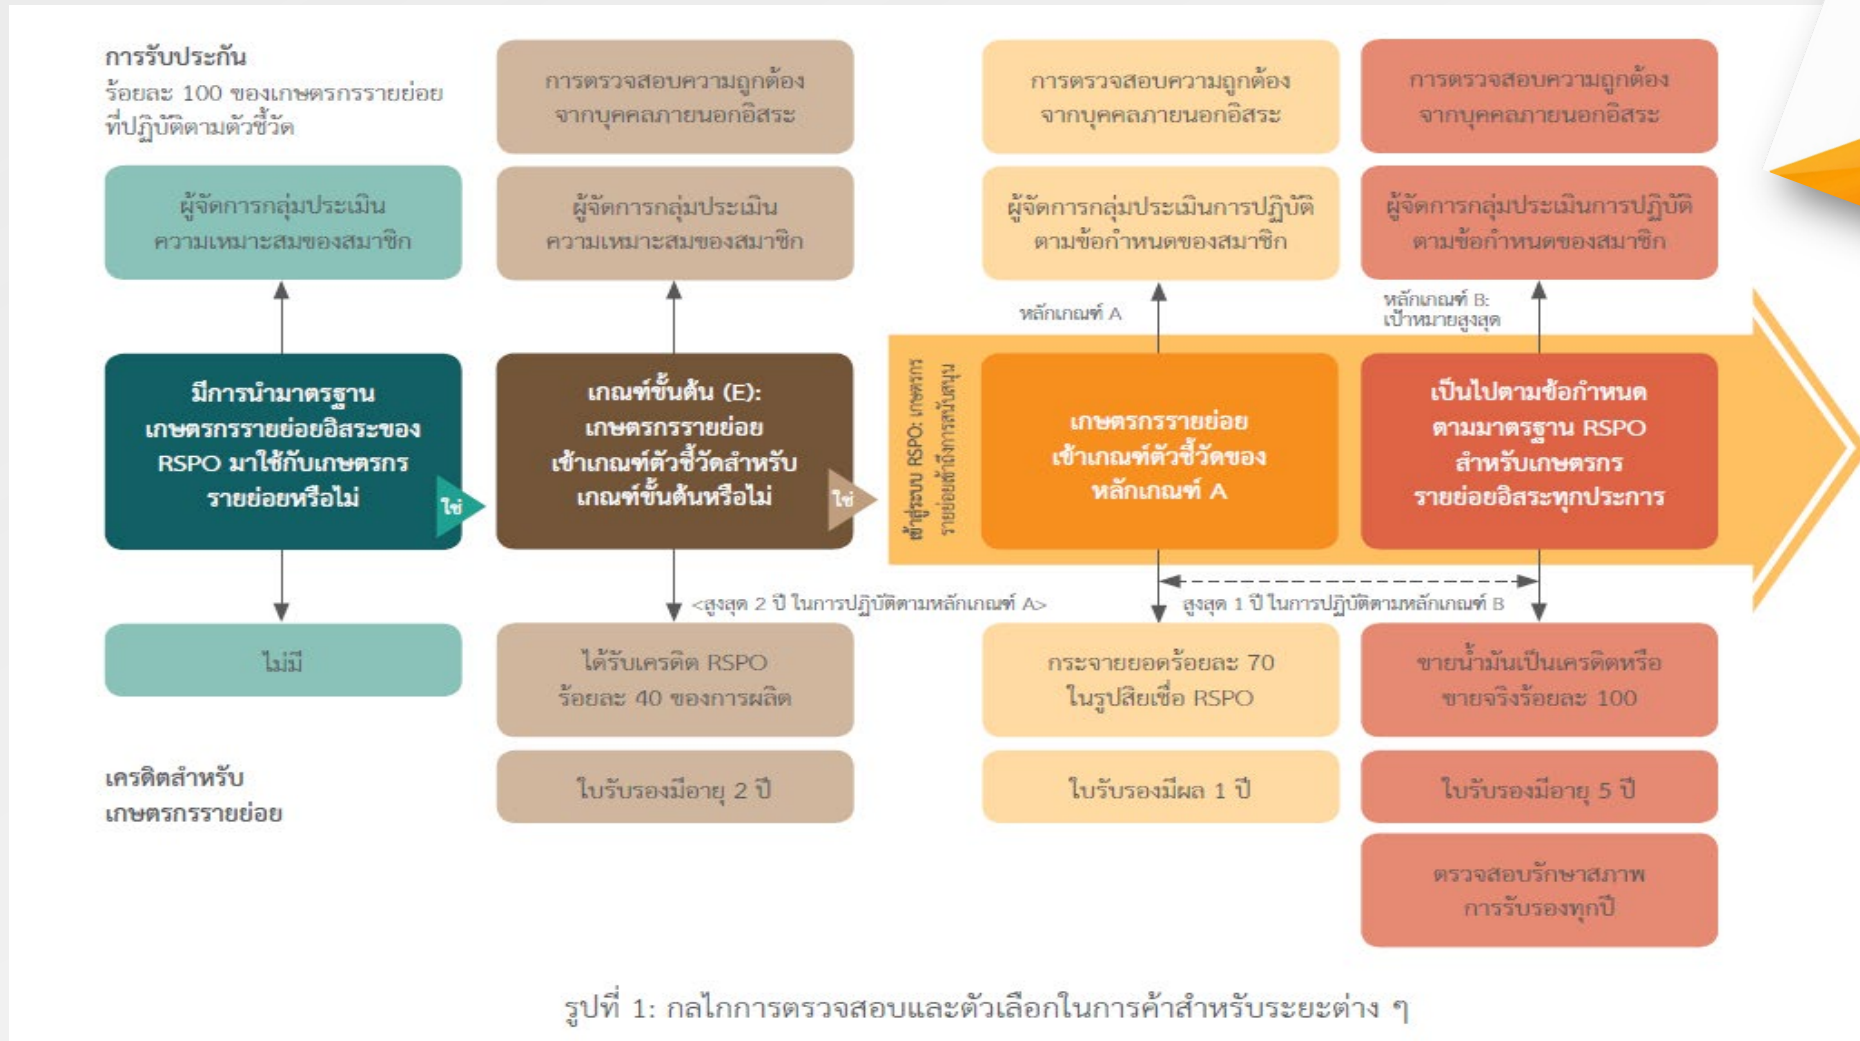 การรับประกัน
ร้อยละ 100 ของเกษตรกรรายย่อย
ที่ปฏิบัติตามตัวชี้วัด
การตรวจสอบความถูกต้อง
จากบุคคลภายนอกอิสระ
การตรวจสอบความถูกต้อง
จากบุคคลภายนอกอิสระ
การตรวจสอบความถูกต้อง
จากบุคคลภายนอกอิสระ
ผู้จัดการกลุ่มประเมิน
ความเหมาะสมของสมาชิก
ผู้จัดการกลุ่มประเมิน
ความเหมาะสมของสมาชิก
ผู้จัดการกลุ่มประเมินการปฏิบัติ
ตามข้อกำหนดของสมาชิก
ผู้จัดการกลุ่มประเมินการปฏิบัติ
ตามข้อกำหนดของสมาชิก
หลักเกณฑ์ A
หลักเกณฑ์ B:
เป้าหมายสูงสุด
มีการนำมาตรฐาน
เกษตรกรรายย่อยอิสระของ
RSPO มาใช้กับเกษตรกร
รายย่อยหรือไม่
ใช่
เกณฑ์ขั้นต้น (E):
เกษตรกรรายย่อย
เข้าเกณฑ์ตัวชี้วัดสำหรับ
เกณฑ์ขั้นต้นหรือไม่
ใช่
เข้าสู่ระบบ RSPO: เกษตรกร
รายย่อยเข้าถึงการสนับสนุน
เกษตรกรรายย่อย
เข้าเกณฑ์ตัวชี้วัดของ
หลักเกณฑ์ A
เป็นไปตามข้อกำหนด
ตามมาตรฐาน RSPO
สำหรับเกษตรกร
รายย่อยอิสระทุกประการ
<สูงสุด 2 ปี ในการปฏิบัติตามหลักเกณฑ์ A>
สูงสุด 1 ปี ในการปฏิบัติตามหลักเกณฑ์ B
ไม่มี
ได้รับเครดิต RSPO
ร้อยละ 40 ของการผลิต
กระจายยอดร้อยละ 70
ในรูปสิยเชื่อ RSPO
ขายน้ำมันเป็นเครดิตหรือ
ขายจริงร้อยละ 100
เครดิตสำหรับ
เกษตรกรรายย่อย
ใบรับรองมีอายุ 2 ปี
ใบรับรองมีผล 1 ปี
ใบรับรองมีอายุ 5 ปี
ตรวจสอบรักษาสภาพ
การรับรองทุกปี
รูปที่ 1: กลไกการตรวจสอบและตัวเลือกในการค้าสำหรับระยะต่าง ๆ